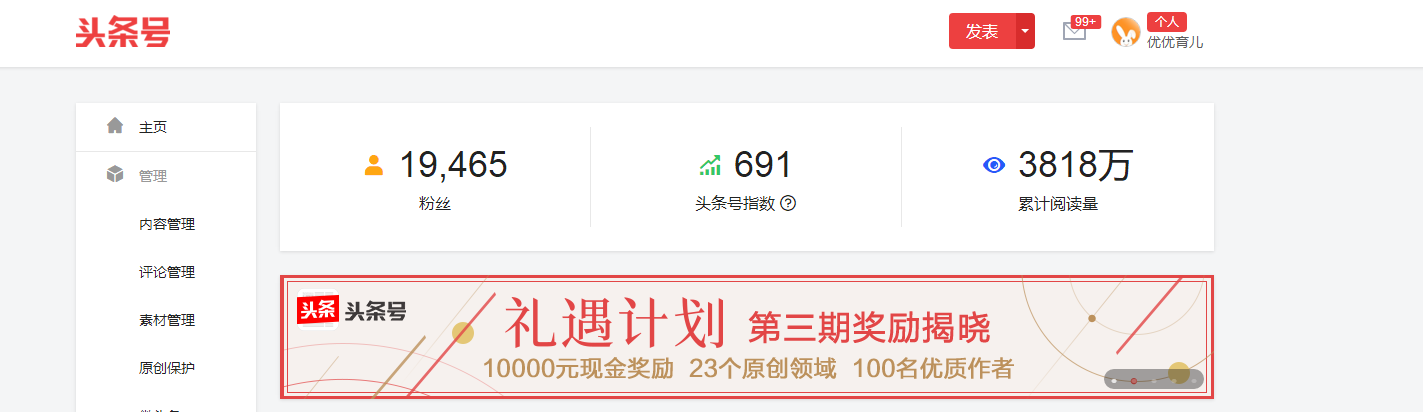 头条号
发表
99+
个人
优优育儿
主页
管理
内容管理
评论管理
素材管理
原创保护
19,465
粉丝
691
头条号指数
3818万
累计阅读量
头条 头条号
礼遇计划 第三期奖励揭晓
10000元现金奖励 23个原创领域 100名优质作者